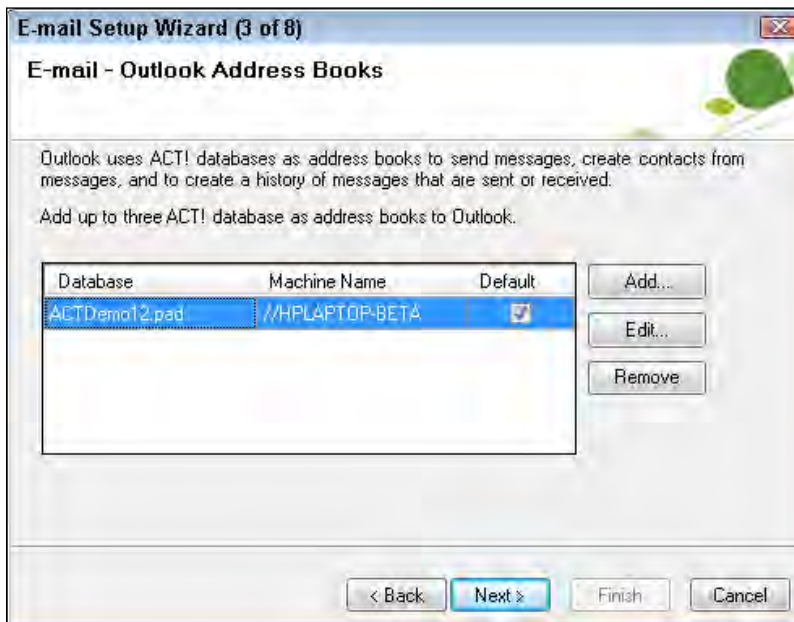 E-mail Setup Wizard (3 of 8)
E-mail - Outlook Address Books
Outlook uses ACT! databases as address books to send messages, create contacts from
messages, and to create a history of messages that are sent or received.
Add up to three ACT! database as address books to Outlook.
Database Machine Name Default
ACTDemo12.pad //HPLAPTOP-BETA
Add...
Edit...
Remove
< Back Next > Finish Cancel